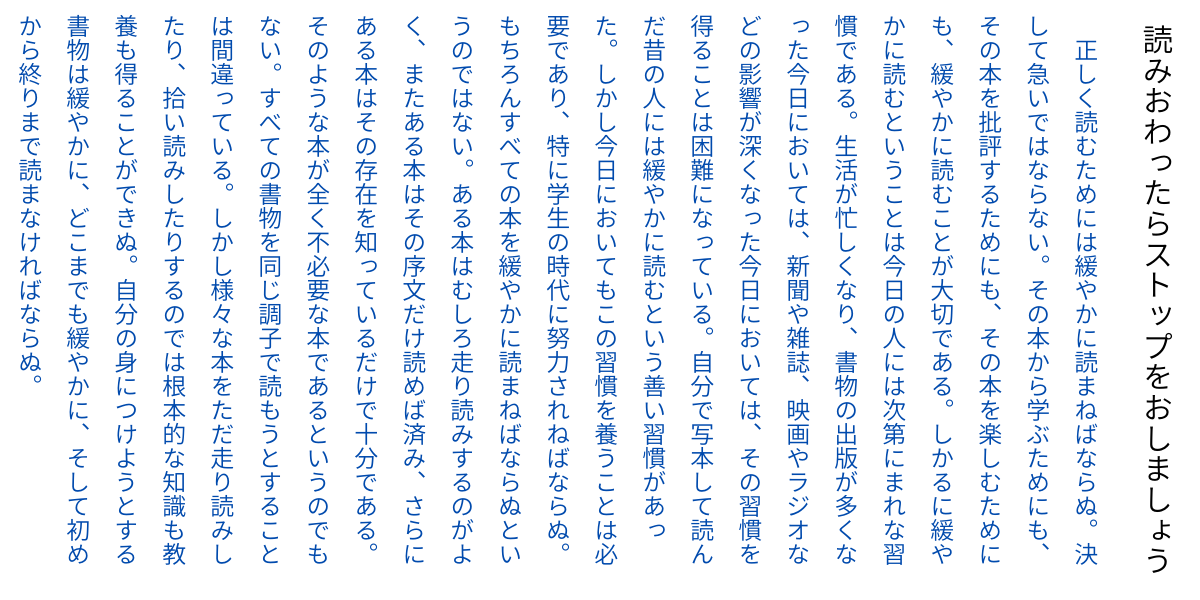 読みおわったらストップをおしましょう
　正しく読むためには緩やかに読まねばならぬ。決
して急いではならない。その本から学ぶためにも、
その本を批評するためにも、その本を楽しむために
も、緩やかに読むことが大切である。しかるに緩や
かに読むということは今日の人には次第にまれな習
慣である。生活が忙しくなり、書物の出版が多くな
った今日においては、新聞や雑誌、映画やラジオな
どの影響が深くなった今日においては、その習慣を
得ることは困難になっている。自分で写本して読ん
だ昔の人には緩やかに読むという善い習慣があっ
た。しかし今日においてもこの習慣を養うことは必
要であり、特に学生の時代に努力されねばならぬ。
もちろんすべての本を緩やかに読まねばならぬとい
うのではない。ある本はむしろ走り読みするのがよ
く、またある本はその序文だけ読めば済み、さらに
ある本はその存在を知っているだけで十分である。
そのような本が全く不必要な本であるというのでも
ない。すべての書物を同じ調子で読もうとすること
は間違っている。しかし様々な本をただ走り読みし
たり、拾い読みしたりするのでは根本的な知識も教
養も得ることができぬ。自分の身につけようとする
書物は緩やかに、どこまでも緩やかに、そして初め
から終りまで読まなければならぬ。